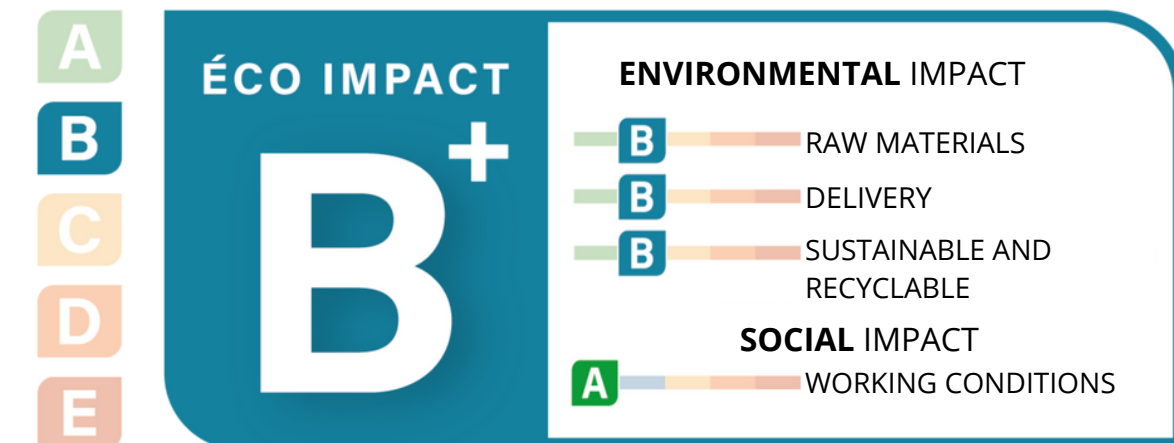 A
B
C
D
E
ÉCO IMPACT
B+
ENVIRONMENTAL IMPACT
B RAW MATERIALS
B DELIVERY
B SUSTAINABLE AND
RECYCLABLE
SOCIAL IMPACT
A WORKING CONDITIONS